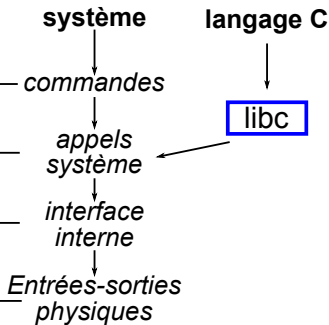 système
langage C
commandes
libc
appels
système
interface
interne
Entrées-sorties
physiques